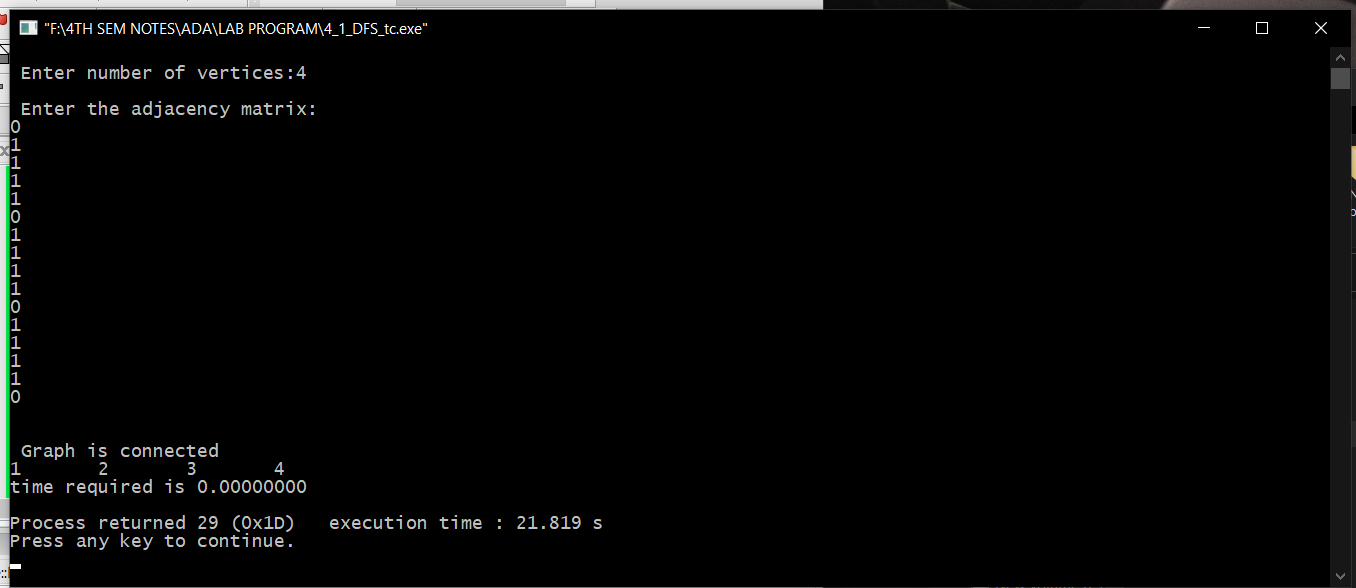 "F:\4TH SEM NOTES\ADA\LAB PROGRAM\4_1_DFS_tc.exe"
Enter number of vertices:4
Enter the adjacency matrix:
0
1
1
1
1
0
1
1
1
1
0
1
1
1
1
0
Graph is connected
1 2 3 4
time required is 0.00000000
Process returned 29 (0x1D) execution time : 21.819 s
Press any key to continue.